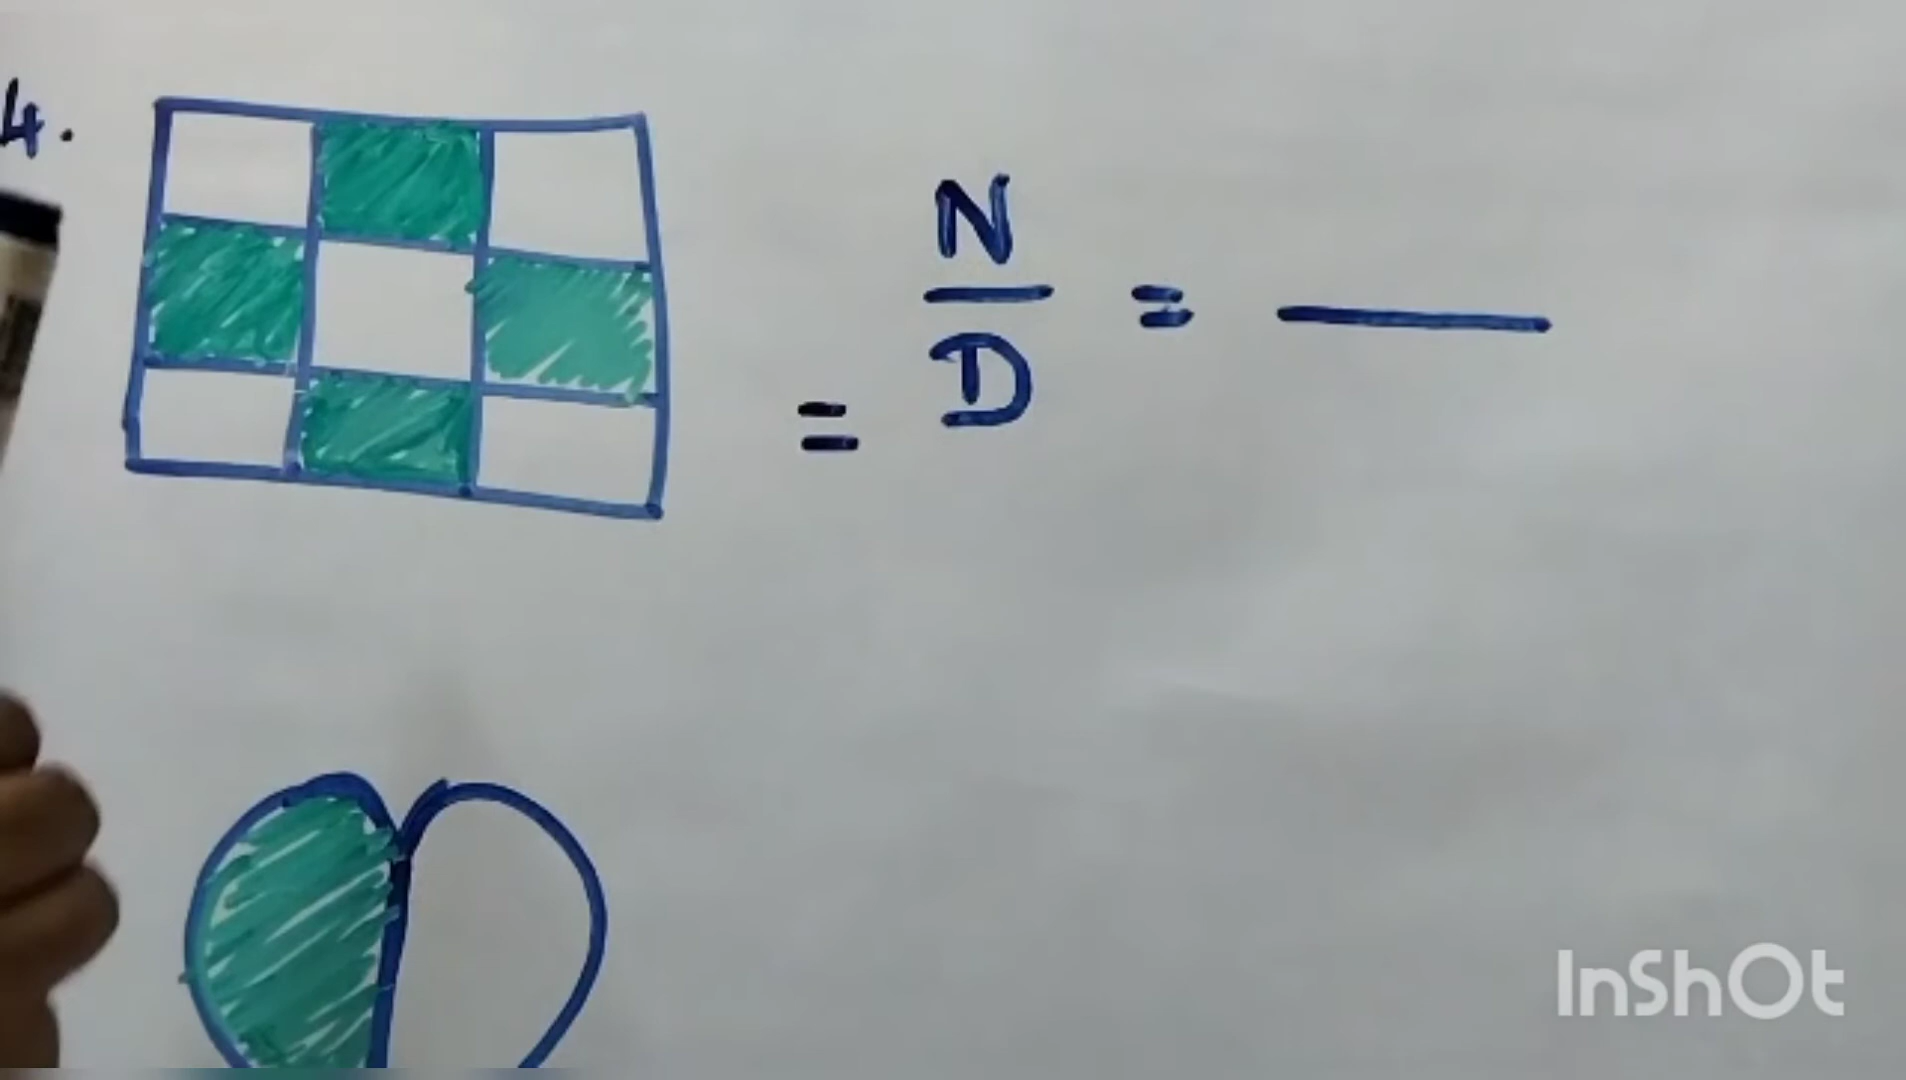 4.
= N/D = —
InShOt